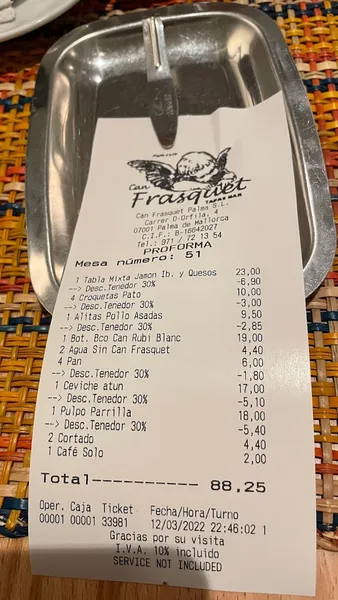 Can
Frasquet
TAPAS BAR
Can Frasquet Palma S.L.
Carrer D·Orfila, 4
07001 Palma de Mallorca
C.I.F.: B-16642027
Tel.: 971 / 72 13 54
PROFORMA
Mesa número: 51
1 Tabla Mixta Jamon Ib. y Quesos 23,00
--> Desc.Tenedor 30% -6,90
4 Croquetas Pato 10,00
--> Desc.Tenedor 30% -3,00
1 Alitas Pollo Asadas 9,50
--> Desc.Tenedor 30% -2,85
1 Bot. Bco Can Rubi Blanc 19,00
2 Agua Sin Can Frasquet 4,40
4 Pan 6,00
--> Desc.Tenedor 30% -1,80
1 Ceviche atun 17,00
--> Desc.Tenedor 30% -5,10
1 Pulpo Parrilla 18,00
--> Desc.Tenedor 30% -5,40
2 Cortado 4,40
1 Café Solo 2,00
Total---------- 88,25
Oper. Caja Ticket Fecha/Hora/Turno
00001 00001 33981 12/03/2022 22:46:02 1
Gracias por su visita
I.V.A. 10% incluido
SERVICE NOT INCLUDED